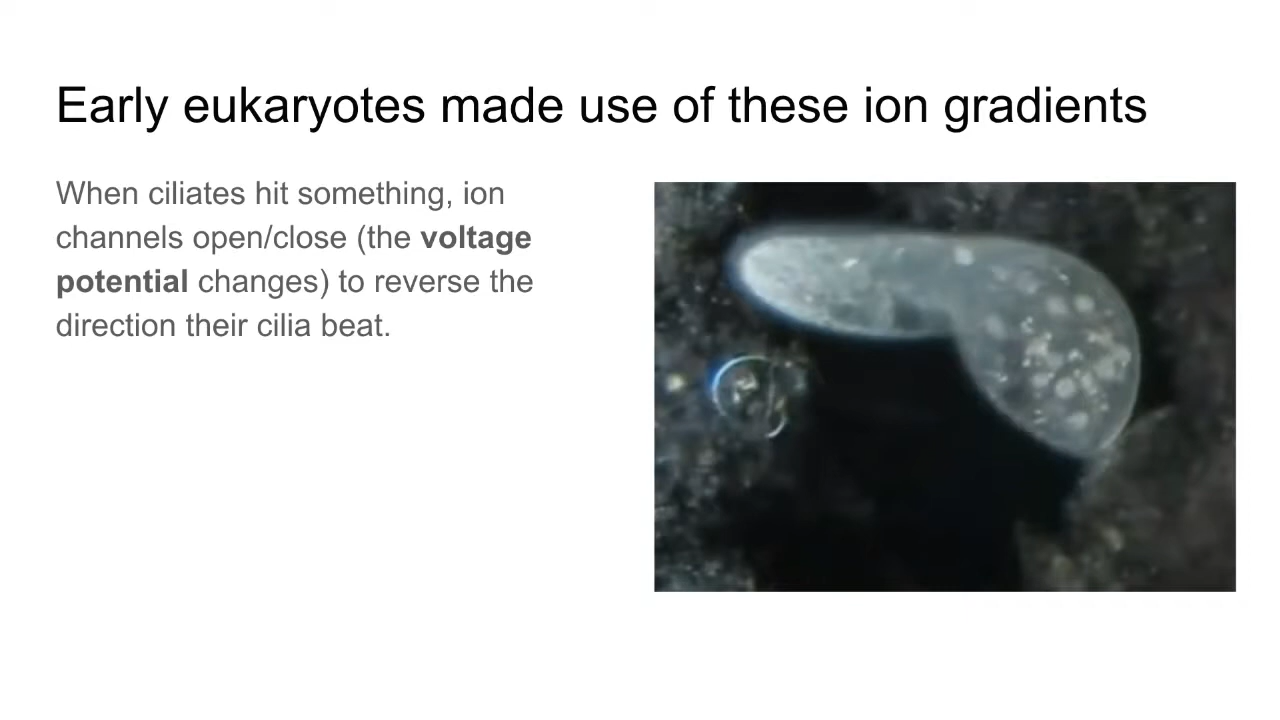 Early eukaryotes made use of these ion gradients
When ciliates hit something, ion
channels open/close (the voltage
potential changes) to reverse the
direction their cilia beat.